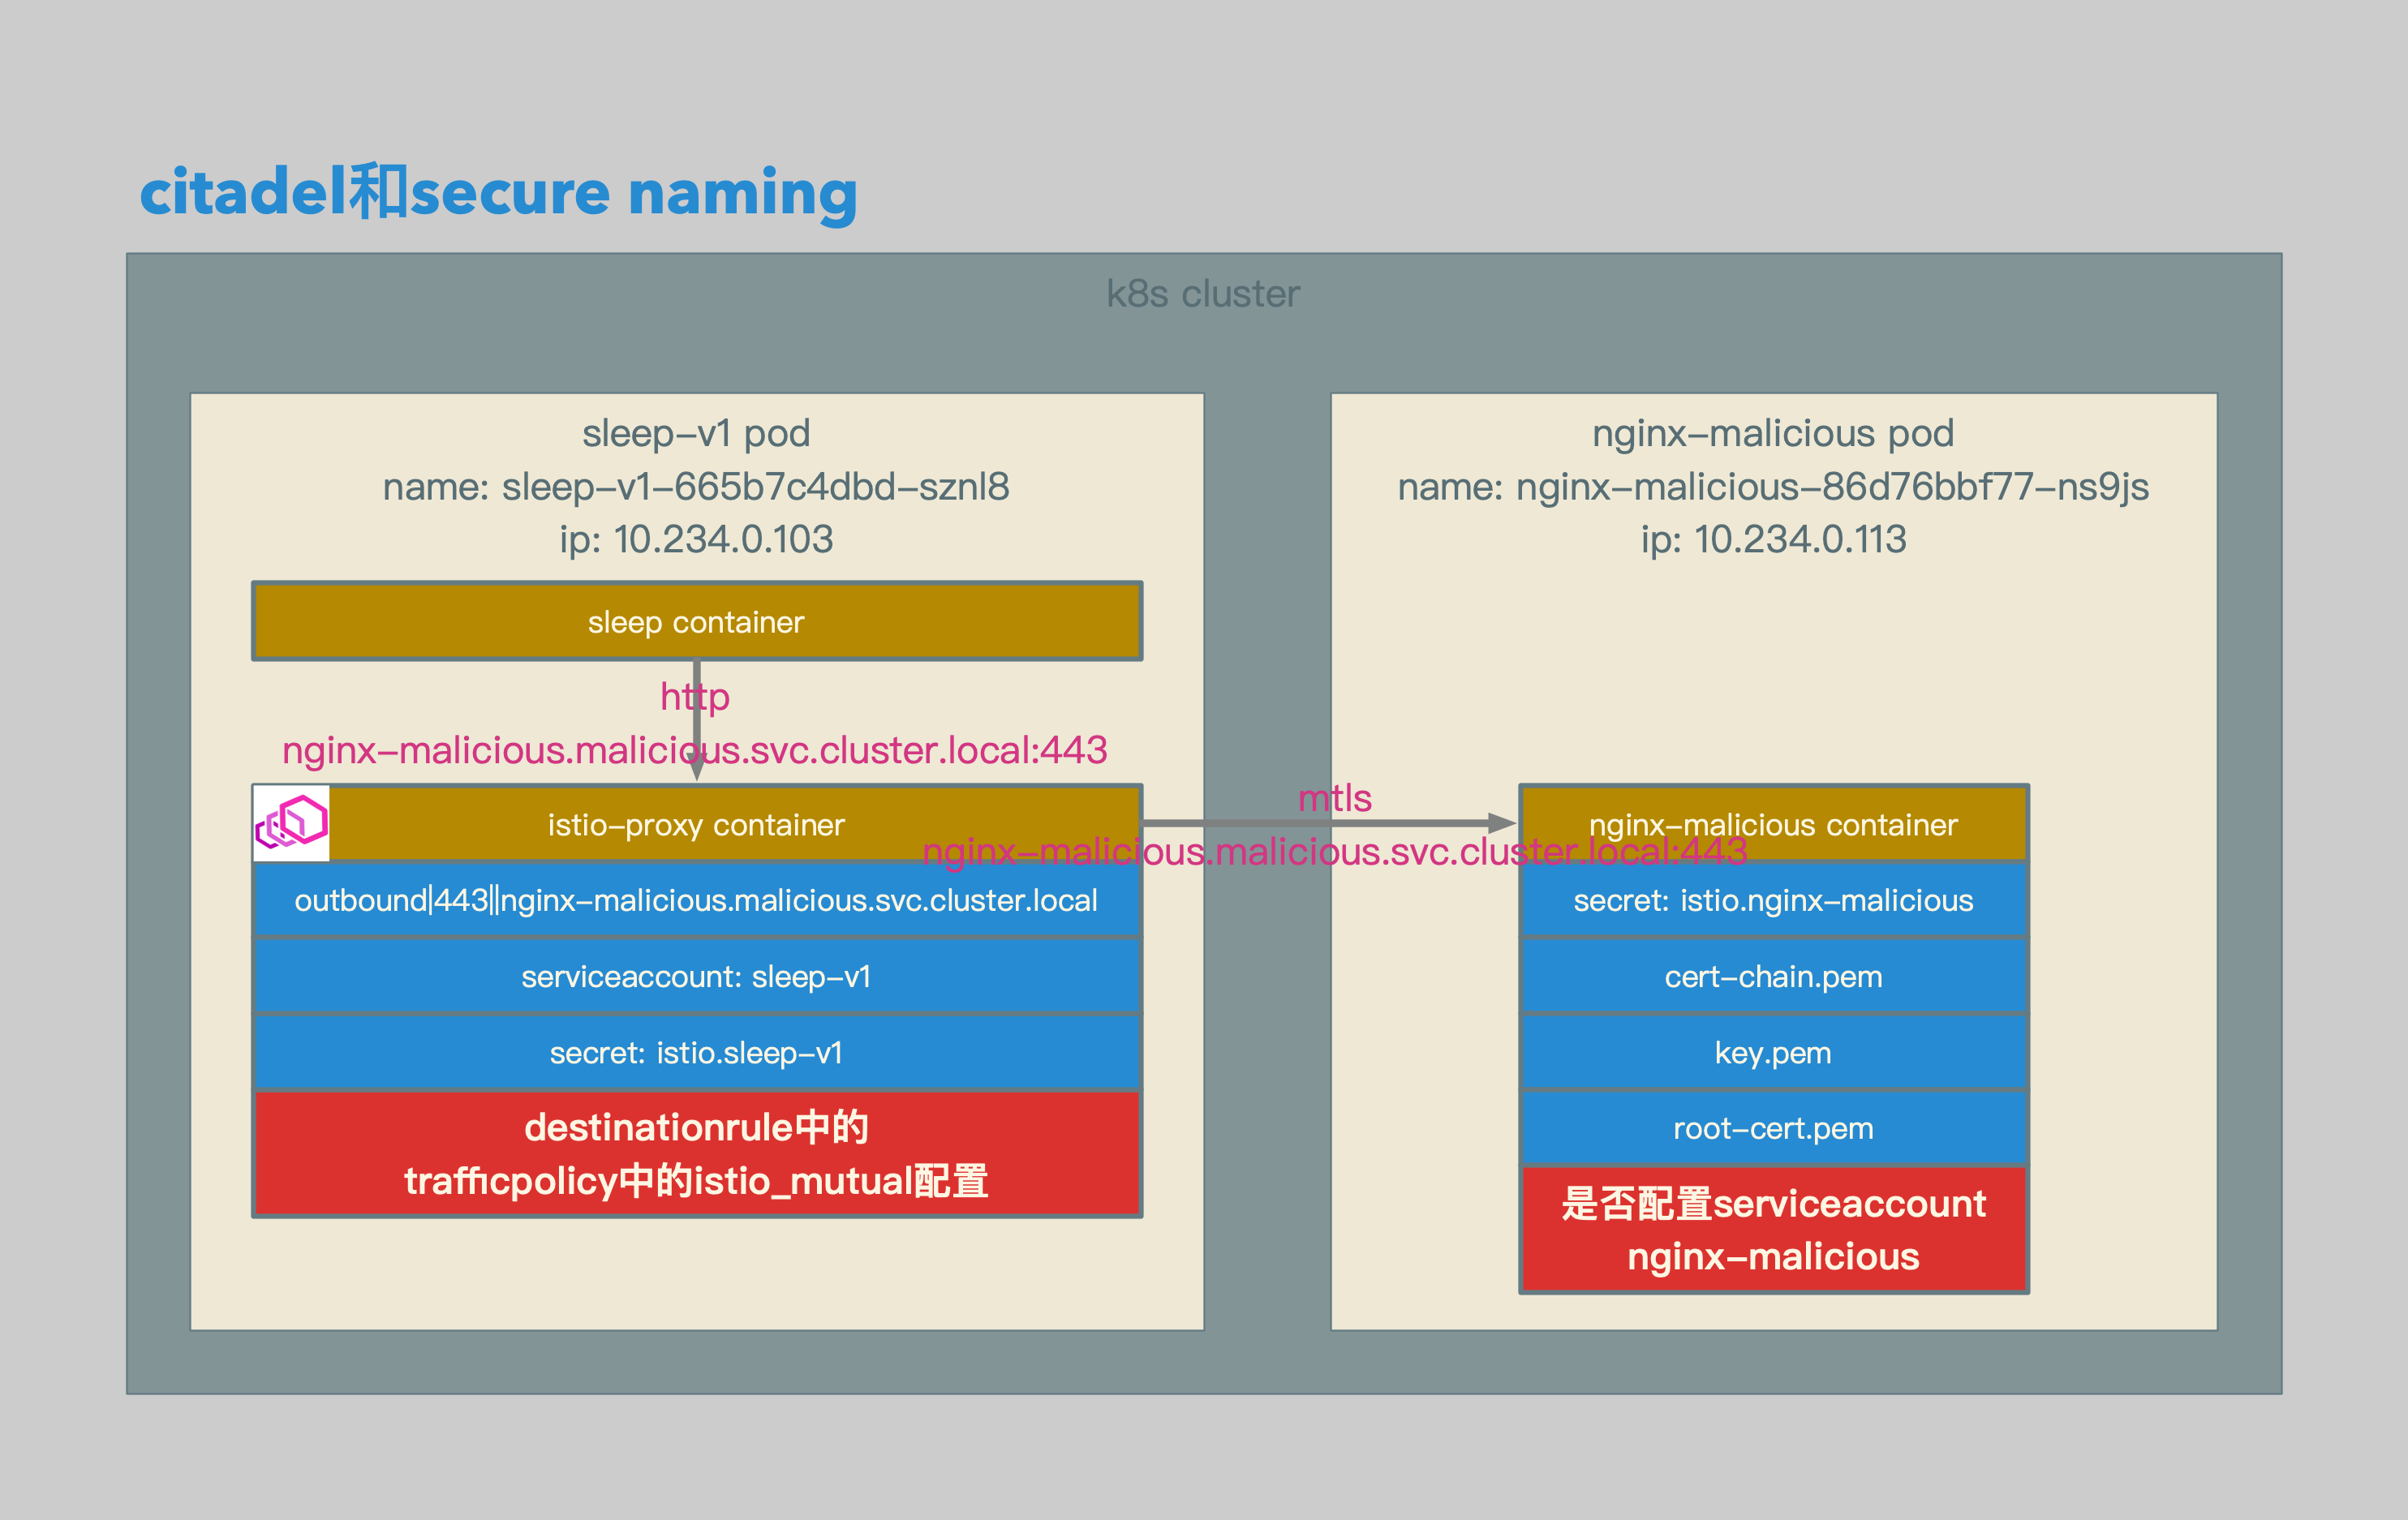 citadel和secure naming
k8s cluster
sleep-v1 pod
name: sleep-v1-665b7c4dbd-sznl8
ip: 10.234.0.103
sleep container
http
nginx-malicious.malicious.svc.cluster.local:443
istio-proxy container
outbound|443||nginx-malicious.malicious.svc.cluster.local
serviceaccount: sleep-v1
secret: istio.sleep-v1
destinationrule中的
trafficpolicy中的istio_mutual配置
mtls
nginx-malicious.malicious.svc.cluster.local:443
nginx-malicious pod
name: nginx-malicious-86d76bbf77-ns9js
ip: 10.234.0.113
nginx-malicious container
secret: istio.nginx-malicious
cert-chain.pem
key.pem
root-cert.pem
是否配置serviceaccount
nginx-malicious